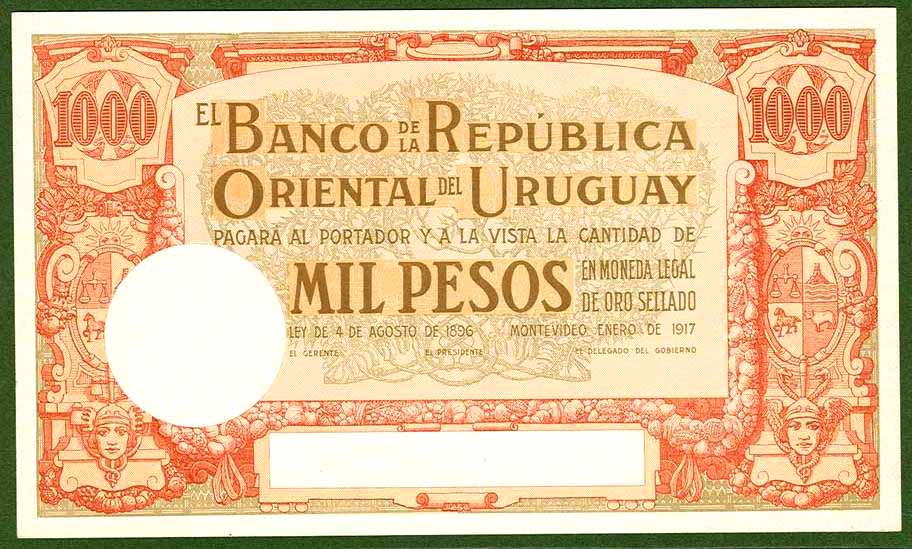 1000 1000
EL BANCO DE LA REPÚBLICA
ORIENTAL DEL URUGUAY
PAGARÁ AL PORTADOR Y A LA VISTA LA CANTIDAD DE
MIL PESOS EN MONEDA LEGAL
DE ORO SELLADO
LEY DE 4 DE AGOSTO DE 1896 MONTEVIDEO ENERO DE 1917
EL GERENTE EL PRESIDENTE EL DELEGADO DEL GOBIERNO